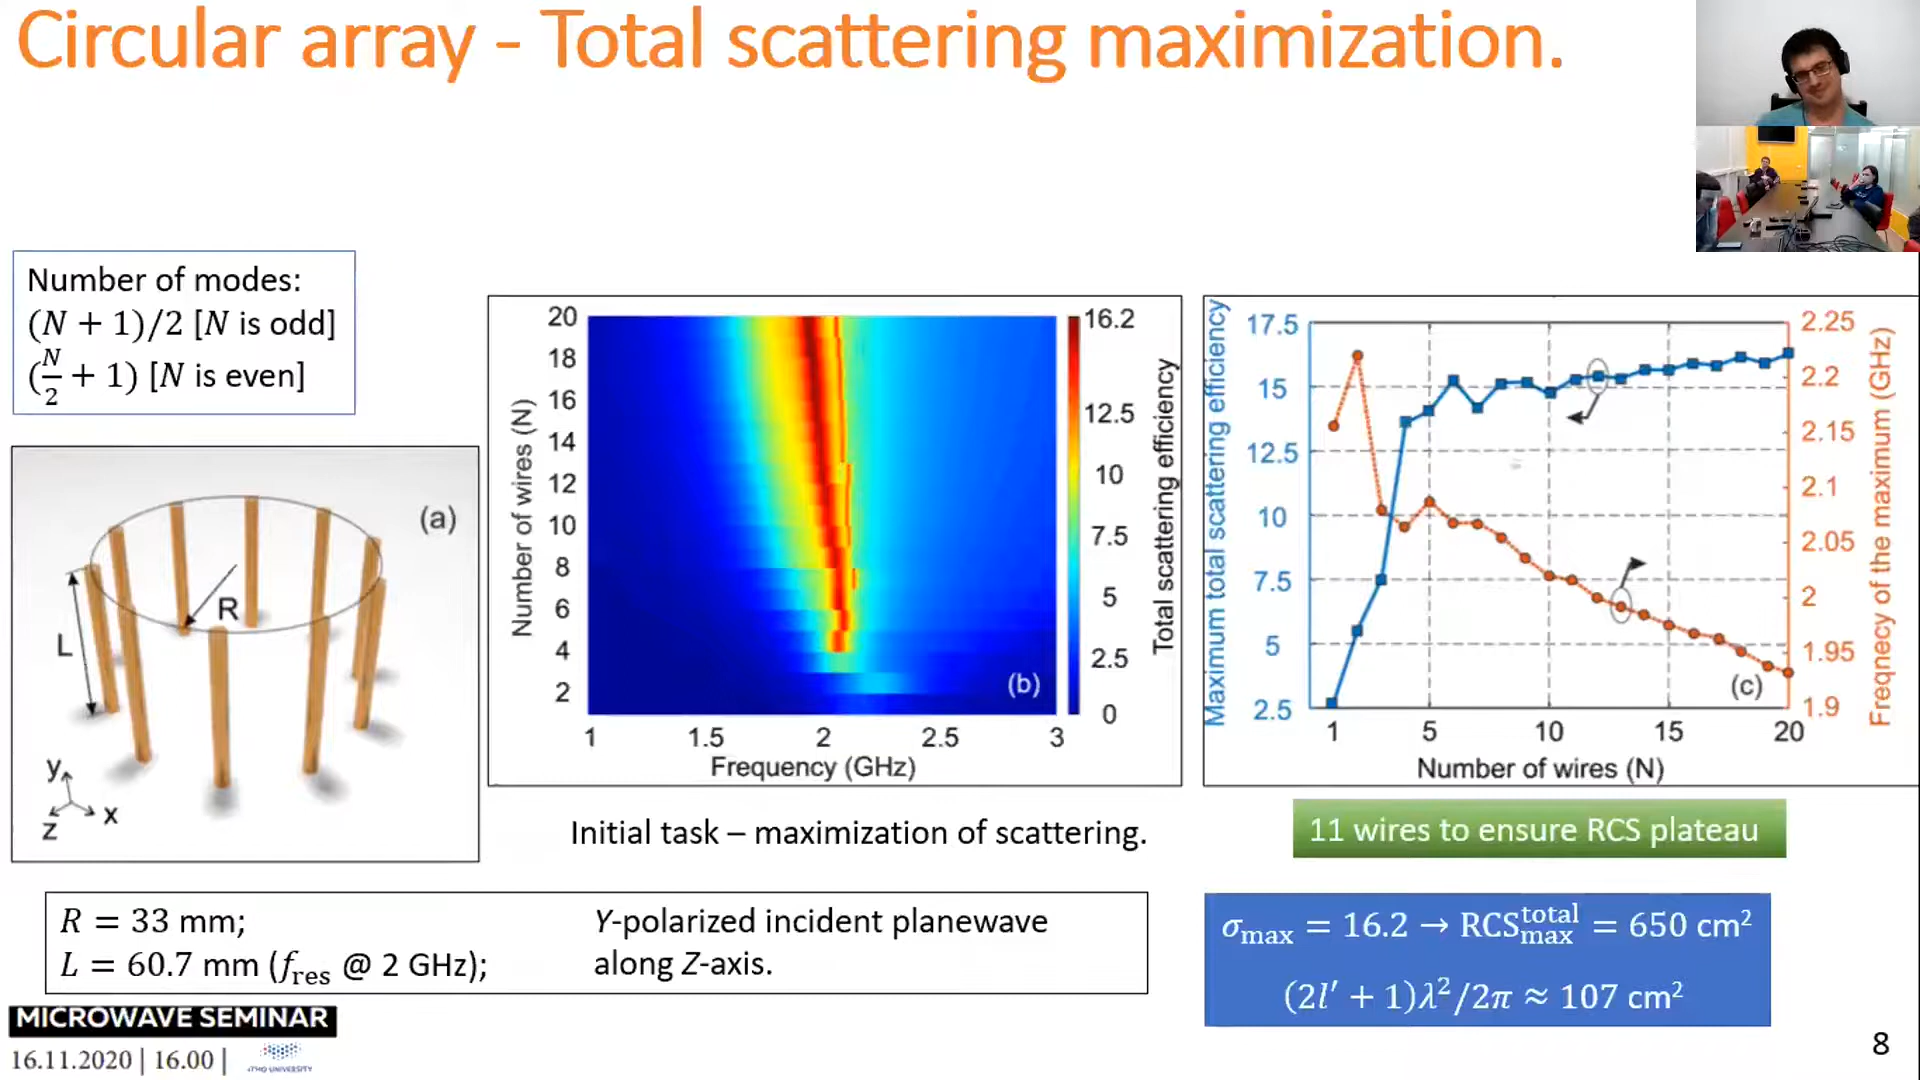 Circular array - Total scattering maximization.
Number of modes:
(N + 1)/2 [N is odd]
(N/2 + 1) [N is even]
(a)
R
L
y
x
z
20
18
16
14
12
10
8
6
4
2
Number of wires (N)
1
1.5
2
2.5
3
Frequency (GHz)
(b)
16.2
12.5
10
7.5
5
2.5
0
Total scattering efficiency
Maximum total scattering efficiency
17.5
15
12.5
10
7.5
5
2.5
1
5
10
15
20
Number of wires (N)
(c)
2.25
2.2
2.15
2.1
2.05
2
1.95
1.9
Freqnecy of the maximum (GHz)
Initial task – maximization of scattering.
11 wires to ensure RCS plateau
R = 33 mm;
L = 60.7 mm (f_res @ 2 GHz);
Y-polarized incident planewave
along Z-axis.
σ_max = 16.2 → RCS^total_max = 650 cm²
(2l′ + 1)λ²/2π ≈ 107 cm²
MICROWAVE SEMINAR
16.11.2020 | 16.00 |
ITMO UNIVERSITY
8